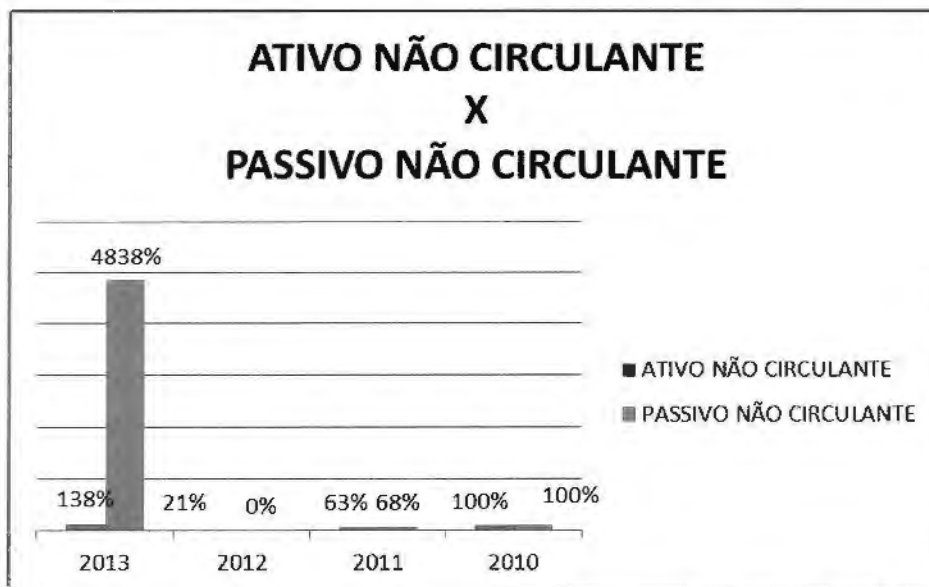 ATIVO NÃO CIRCULANTE
X
PASSIVO NÃO CIRCULANTE
4838%
138% 21% 0% 63% 68% 100% 100%
2013 2012 2011 2010
ATIVO NÃO CIRCULANTE
PASSIVO NÃO CIRCULANTE